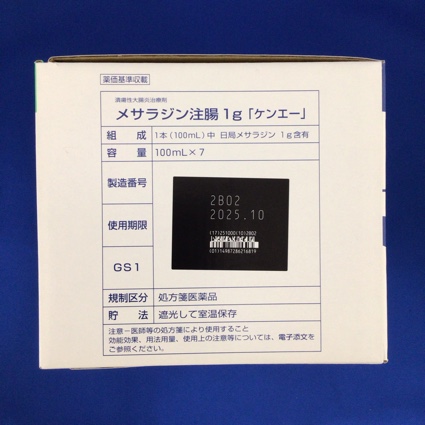 薬価基準収載
潰瘍性大腸炎治療剤
メサラジン注腸1g「ケンエー」
組成 1本(100mL)中 日局メサラジン 1g含有
容量 100mL×7
製造番号 2B02
使用期限 2025.10
GS1 (17)251000(10)2B02
(01)14987286216819
規制区分 処方箋医薬品
貯法 遮光して室温保存
注意-医師等の処方箋により使用すること
効能効果、用法用量、使用上の注意等については、電子添文を
ご参照ください。